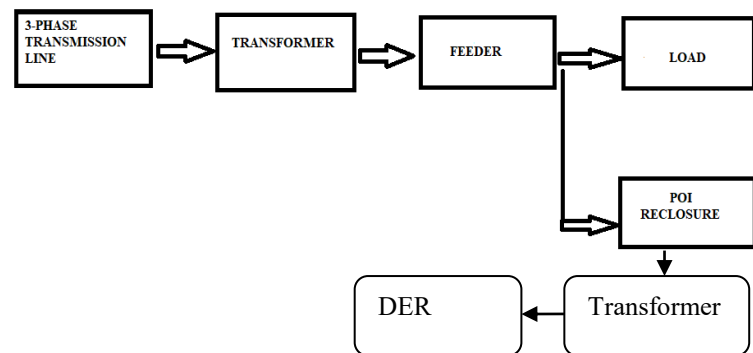 3-PHASE
TRANSMISSION
LINE
TRANSFORMER
FEEDER
LOAD
POI
RECLOSURE
DER
Transformer